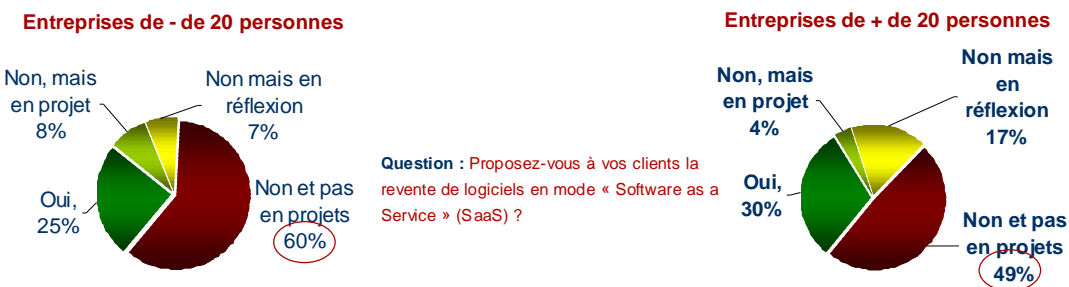 Entreprises de - de 20 personnes
Non, mais
en projet
8%
Non mais en
réflexion
7%
Oui,
25%
Non et pas
en projets
60%
Question : Proposez-vous à vos clients la
revente de logiciels en mode « Software as a
Service » (SaaS) ?
Entreprises de + de 20 personnes
Non, mais
en projet
4%
Non mais
en
réflexion
17%
Oui,
30%
Non et pas
en projets
49%